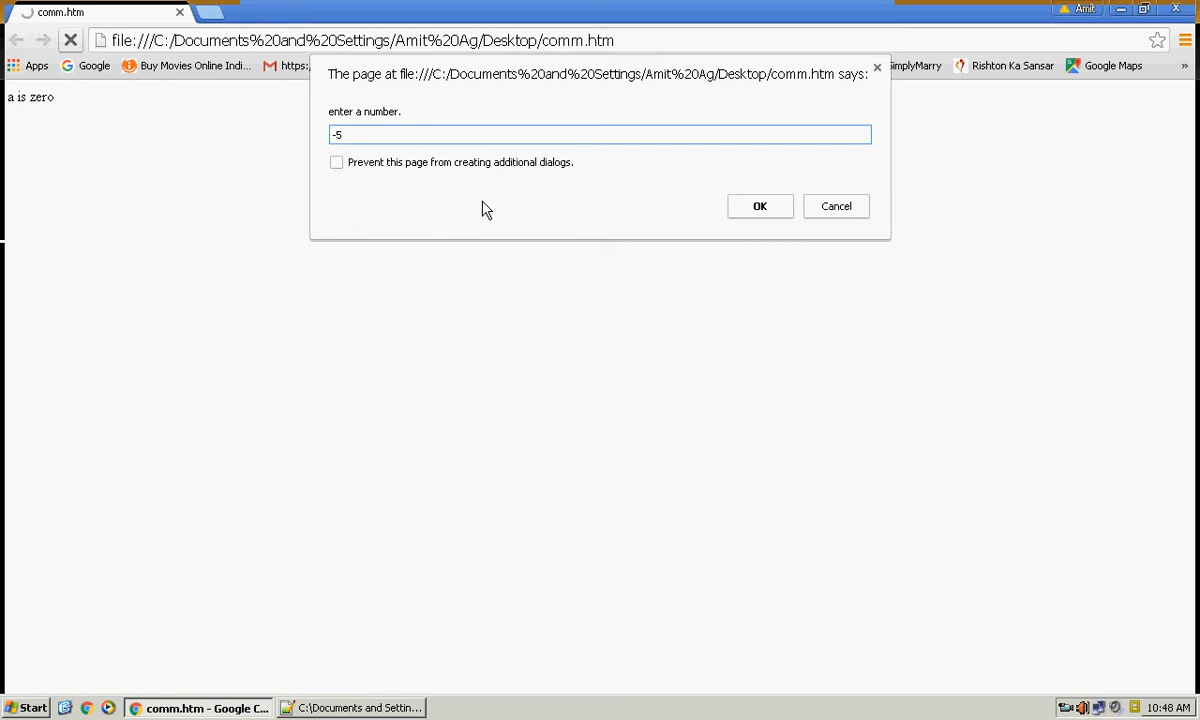 comm.htm
Amit
file:///C:/Documents%20and%20Settings/Amit%20Ag/Desktop/comm.htm
Apps Google Buy Movies Online Indi... https: SimplyMarry Rishton Ka Sansar Google Maps »
The page at file:///C:/Documents%20and%20Settings/Amit%20Ag/Desktop/comm.htm says:
a is zero
enter a number.
-5
Prevent this page from creating additional dialogs.
OK Cancel
Start comm.htm - Google C... C:\Documents and Settin... 10:48 AM